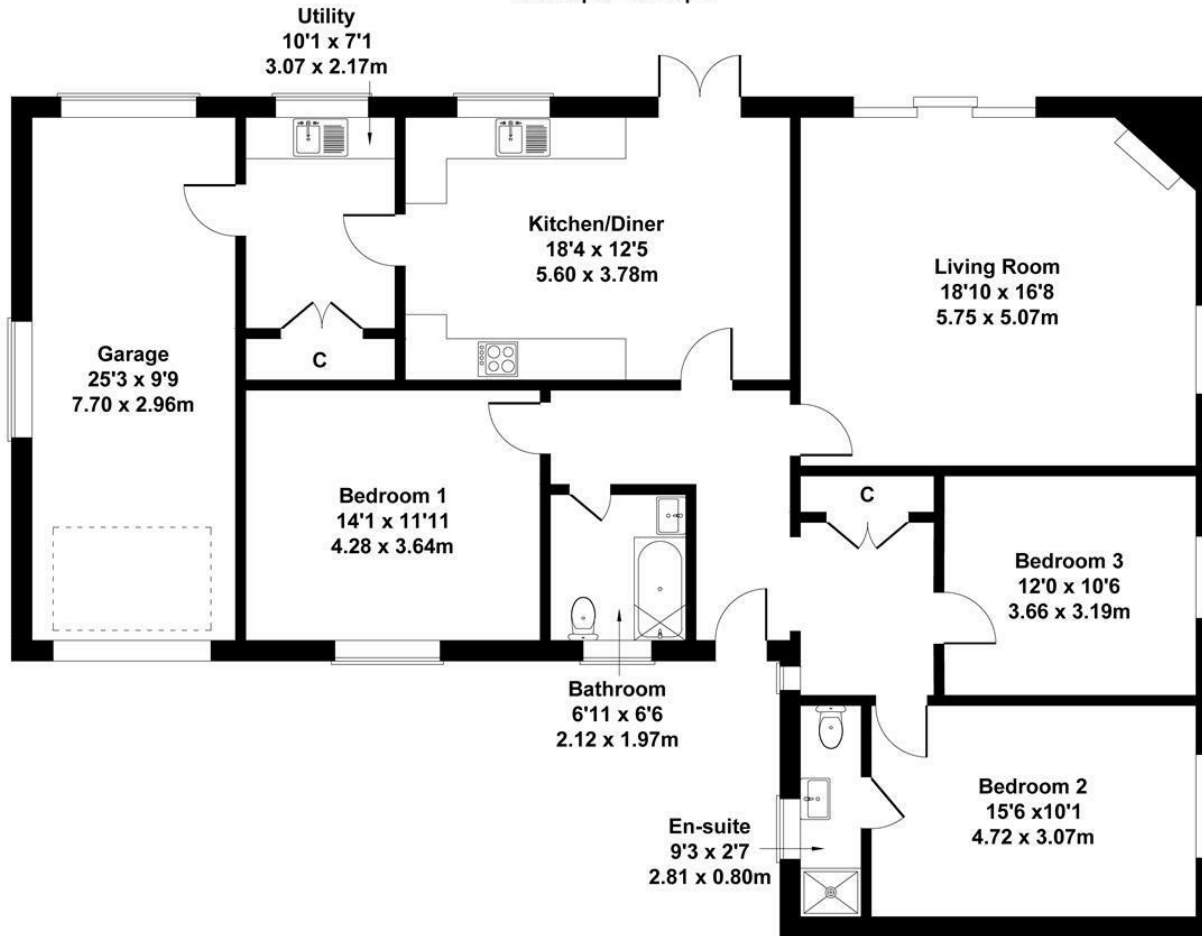 Utility
10'1 x 7'1
3.07 x 2.17m
Kitchen/Diner
18'4 x 12'5
5.60 x 3.78m
Living Room
18'10 x 16'8
5.75 x 5.07m
Garage
25'3 x 9'9
7.70 x 2.96m
C
Bedroom 1
14'1 x 11'11
4.28 x 3.64m
C
Bedroom 3
12'0 x 10'6
3.66 x 3.19m
Bathroom
6'11 x 6'6
2.12 x 1.97m
Bedroom 2
15'6 x10'1
4.72 x 3.07m
En-suite
9'3 x 2'7
2.81 x 0.80m